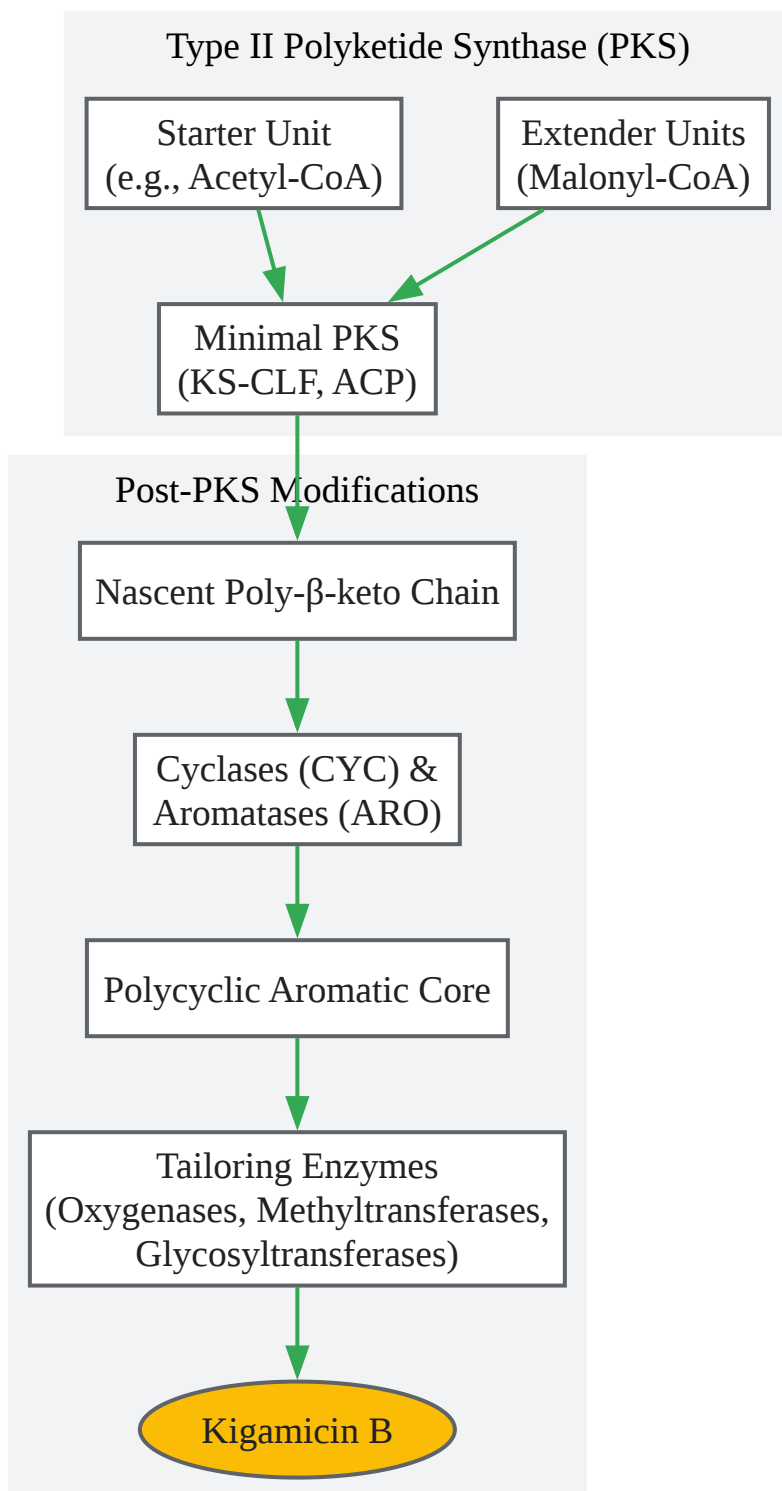 Type II Polyketide Synthase (PKS)
Starter Unit
(e.g., Acetyl-CoA)
Extender Units
(Malonyl-CoA)
Minimal PKS
(KS-CLF, ACP)
Post-PKS Modifications
Nascent Poly-β-keto Chain
Cyclases (CYC) &
Aromatases (ARO)
Polycyclic Aromatic Core
Tailoring Enzymes
(Oxygenases, Methyltransferases,
Glycosyltransferases)
Kigamicin B